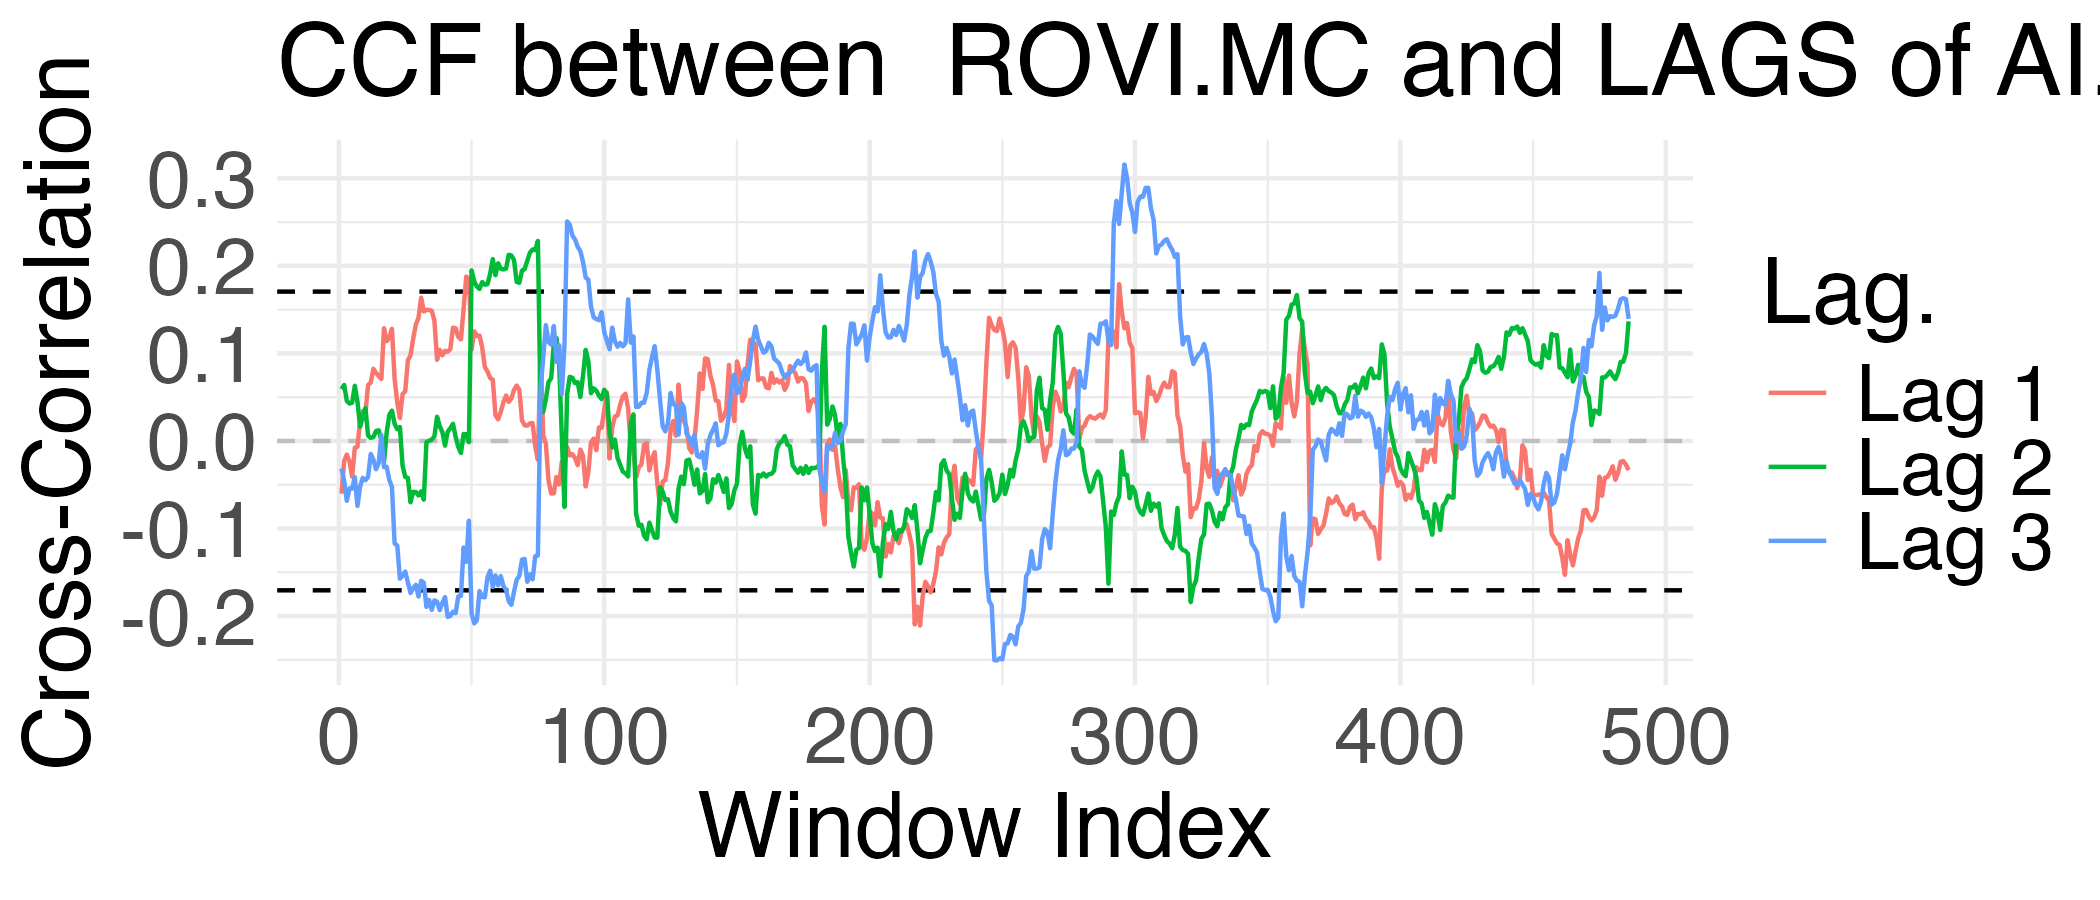 CCF between  ROVI.MC and LAGS of AI.
Cross-Correlation
0.3
0.2
0.1
0.0
-0.1
-0.2
0 100 200 300 400 500
Window Index
Lag.
Lag 1
Lag 2
Lag 3